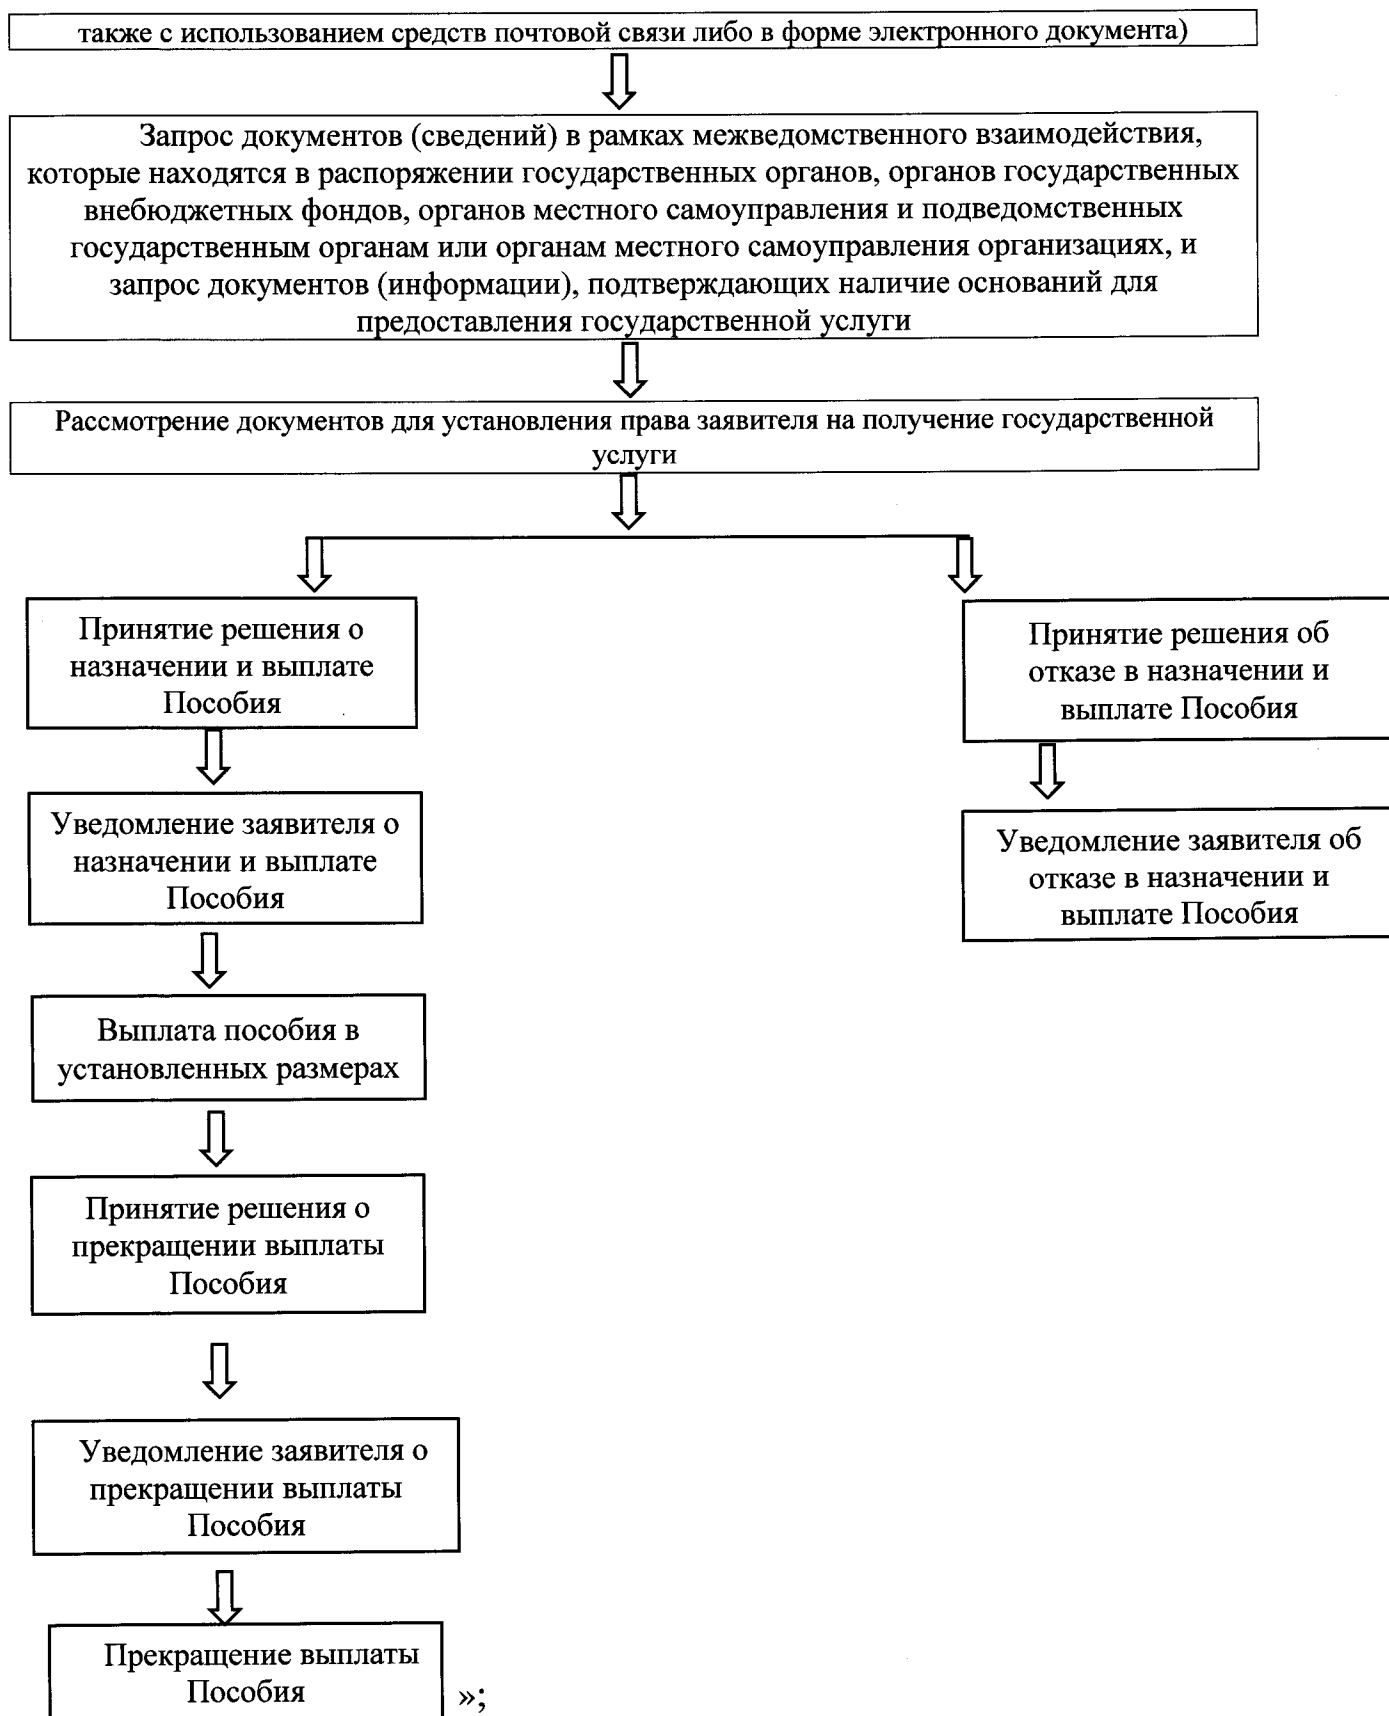 также с использованием средств почтовой связи либо в форме электронного документа)
Запрос документов (сведений) в рамках межведомственного взаимодействия,
которые находятся в распоряжении государственных органов, органов государственных
внебюджетных фондов, органов местного самоуправления и подведомственных
государственным органам или органам местного самоуправления организациях, и
запрос документов (информации), подтверждающих наличие оснований для
предоставления государственной услуги
Рассмотрение документов для установления права заявителя на получение государственной
услуги
Принятие решения о
назначении и выплате
Пособия
Принятие решения об
отказе в назначении и
выплате Пособия
Уведомление заявителя о
назначении и выплате
Пособия
Уведомление заявителя об
отказе в назначении и
выплате Пособия
Выплата пособия в
установленных размерах
Принятие решения о
прекращении выплаты
Пособия
Уведомление заявителя о
прекращении выплаты
Пособия
Прекращение выплаты
Пособия
»;